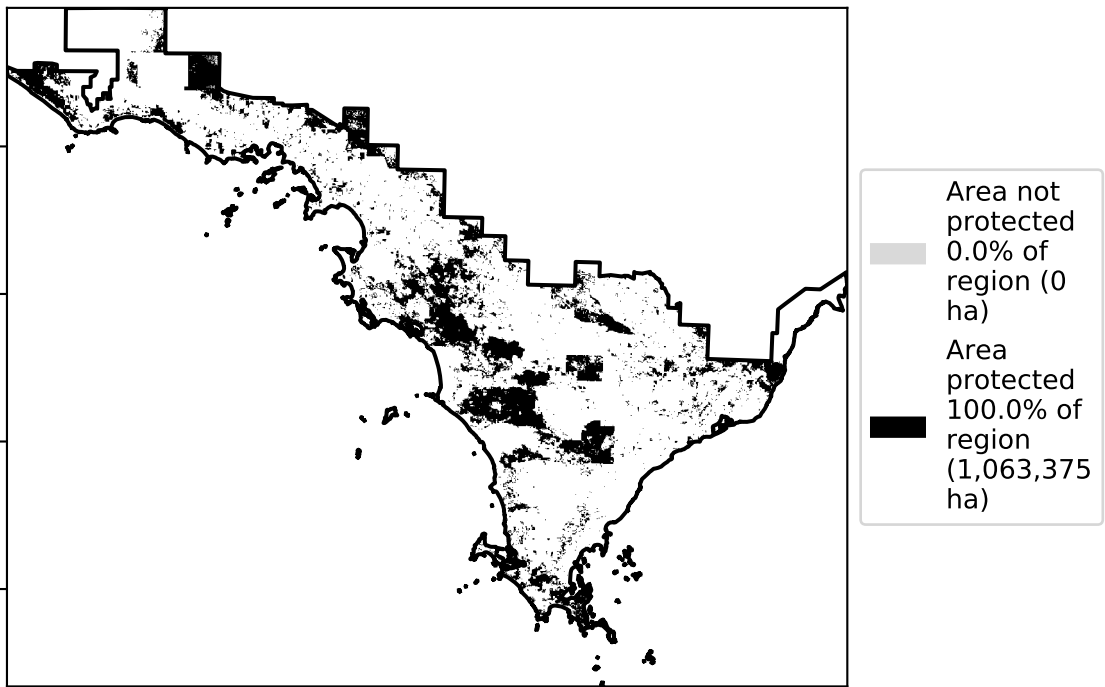 Area not
protected
0.0% of
region (0
ha)
Area
protected
100.0% of
region
(1,063,375
ha)